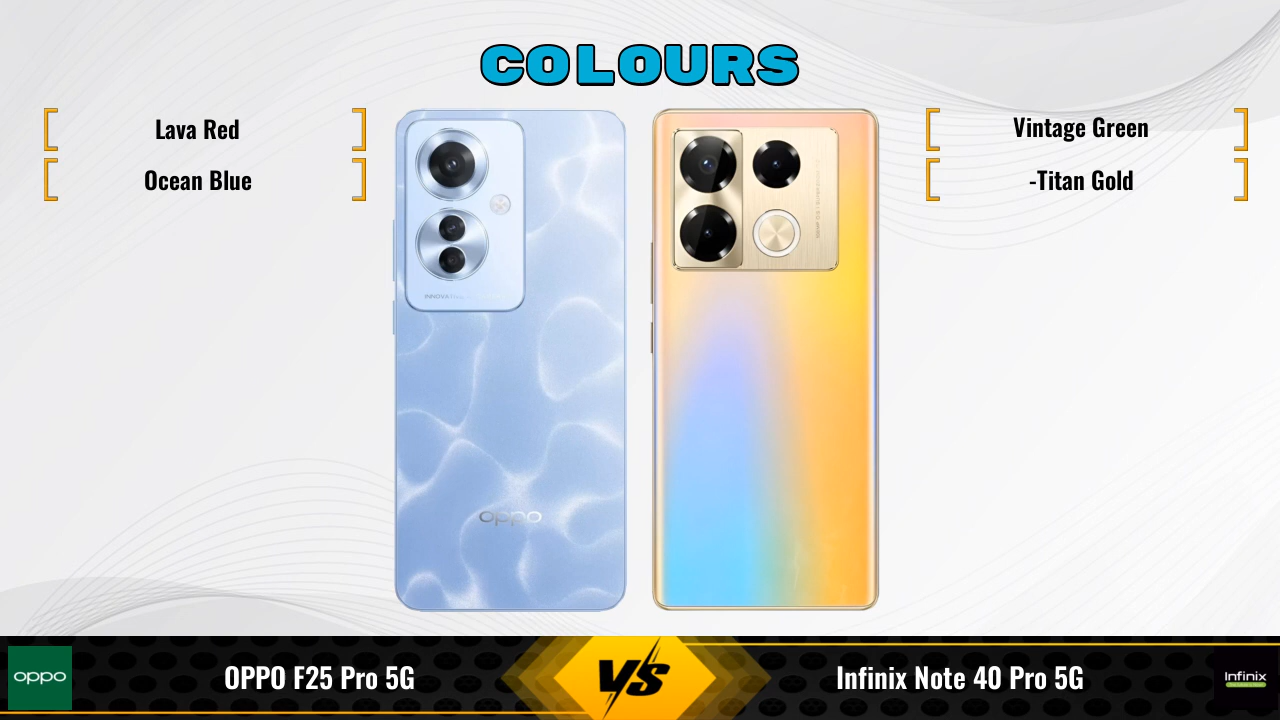 COLOURS
Lava Red
Ocean Blue
Vintage Green
-Titan Gold
oppo
oppo
OPPO F25 Pro 5G
VS
Infinix Note 40 Pro 5G
Infinix